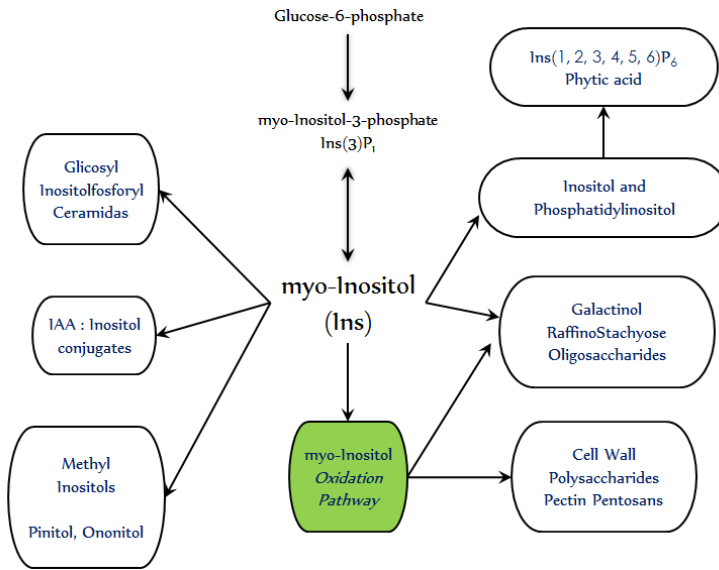 Glucose-6-phosphate
myo-Inositol-3-phosphate
Ins(3)P₁
myo-Inositol
(Ins)
Glicosyl
Inositolfosforyl
Ceramidas
IAA : Inositol
conjugates
Methyl
Inositols
Pinitol, Ononitol
myo-Inositol
Oxidation
Pathway
Ins(1, 2, 3, 4, 5, 6)P₆
Phytic acid
Inositol and
Phosphatidylinositol
Galactinol
RaffinoStachyose
Oligosaccharides
Cell Wall
Polysaccharides
Pectin Pentosans